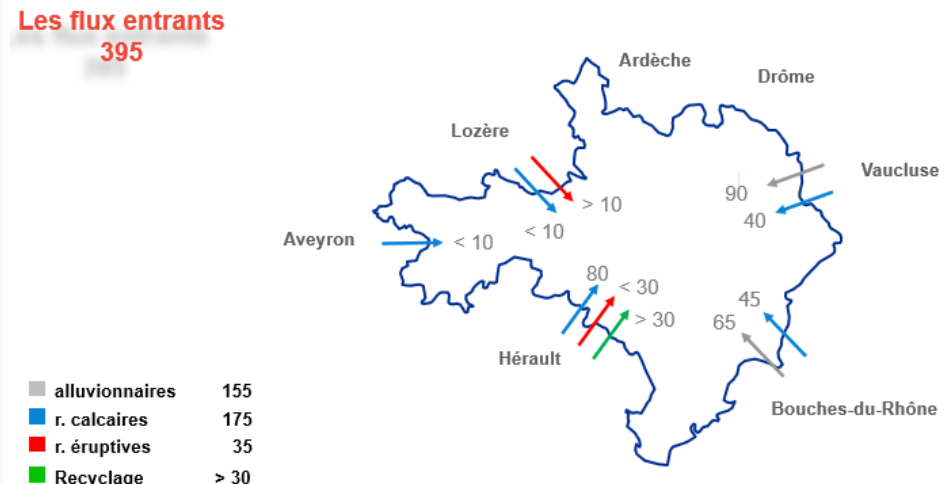 Les flux entrants
395
Ardèche
Drôme
Lozère
Vaucluse
90
> 10
40
Aveyron
< 10
< 10
80
< 30
45
> 30
65
Hérault
Bouches-du-Rhône
alluvionnaires 155
r. calcaires 175
r. éruptives 35
Recyclage > 30